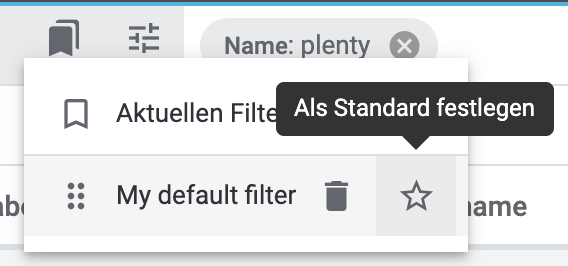 Name: plenty
Aktuellen Filte
Als Standard festlegen
My default filter
name